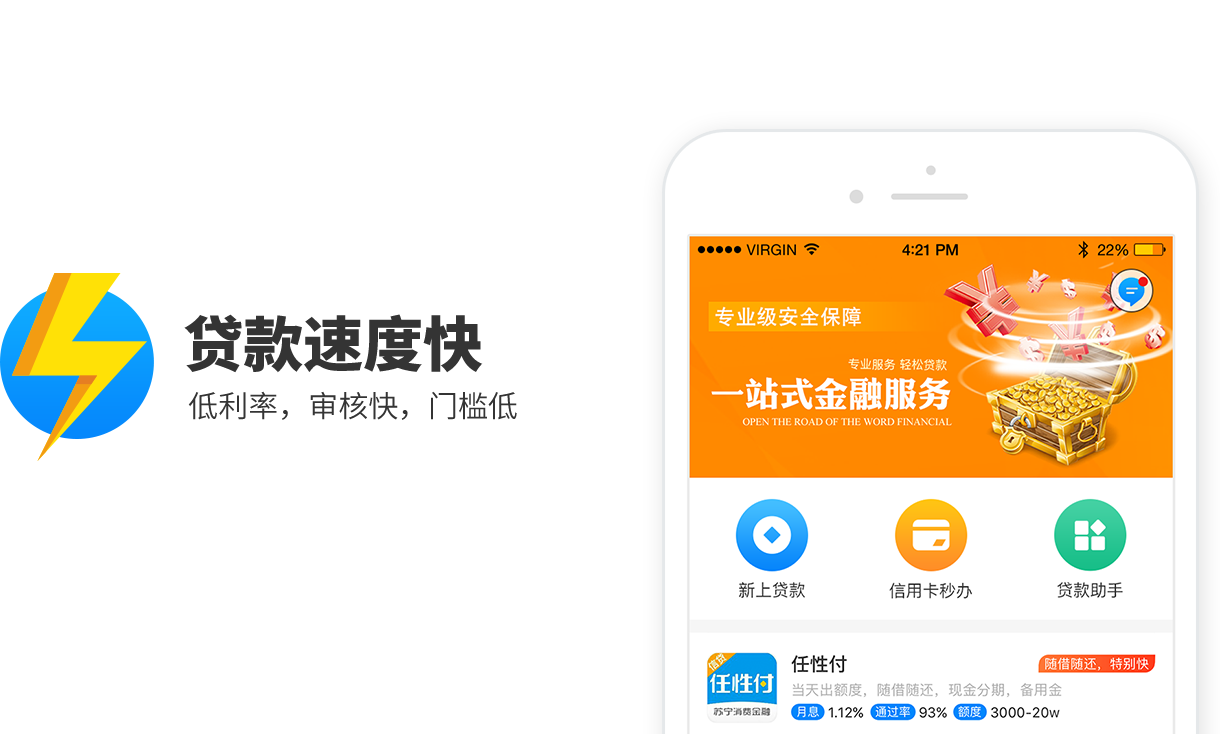 贷款速度快
低利率，审核快，门槛低
VIRGIN 4:21 PM 22%
专业级安全保障
专业服务 轻松贷款
一站式金融服务
OPEN THE ROAD OF THE WORD FINANCIAL
新上贷款 信用卡秒办 贷款助手
信贷
任性付
苏宁消费金融
任性付 随借随还，特别快
当天出额度，随借随还，现金分期，备用金
月息 1.12% 通过率 93% 额度 3000-20w